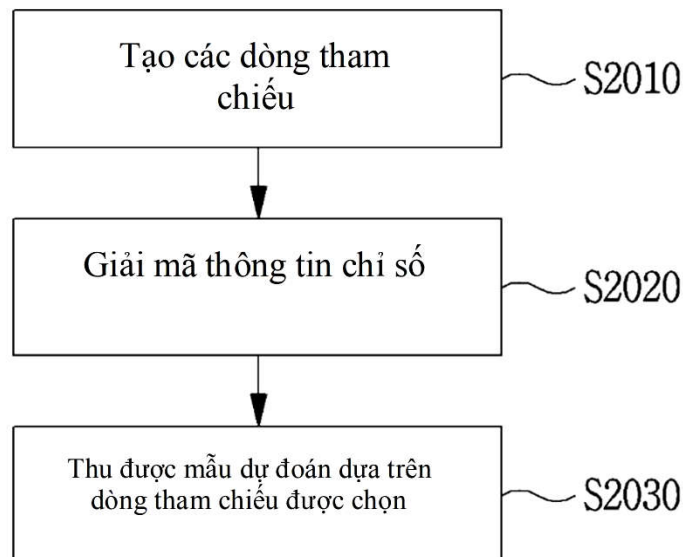 Tạo các dòng tham
chiếu
S2010
Giải mã thông tin chỉ số
S2020
Thu được mẫu dự đoán dựa trên
dòng tham chiếu được chọn
S2030